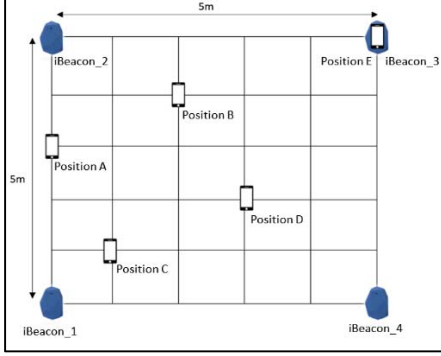 5m
iBeacon_2
Position E
iBeacon_3
Position B
Position A
5m
Position D
Position C
iBeacon_1
iBeacon_4